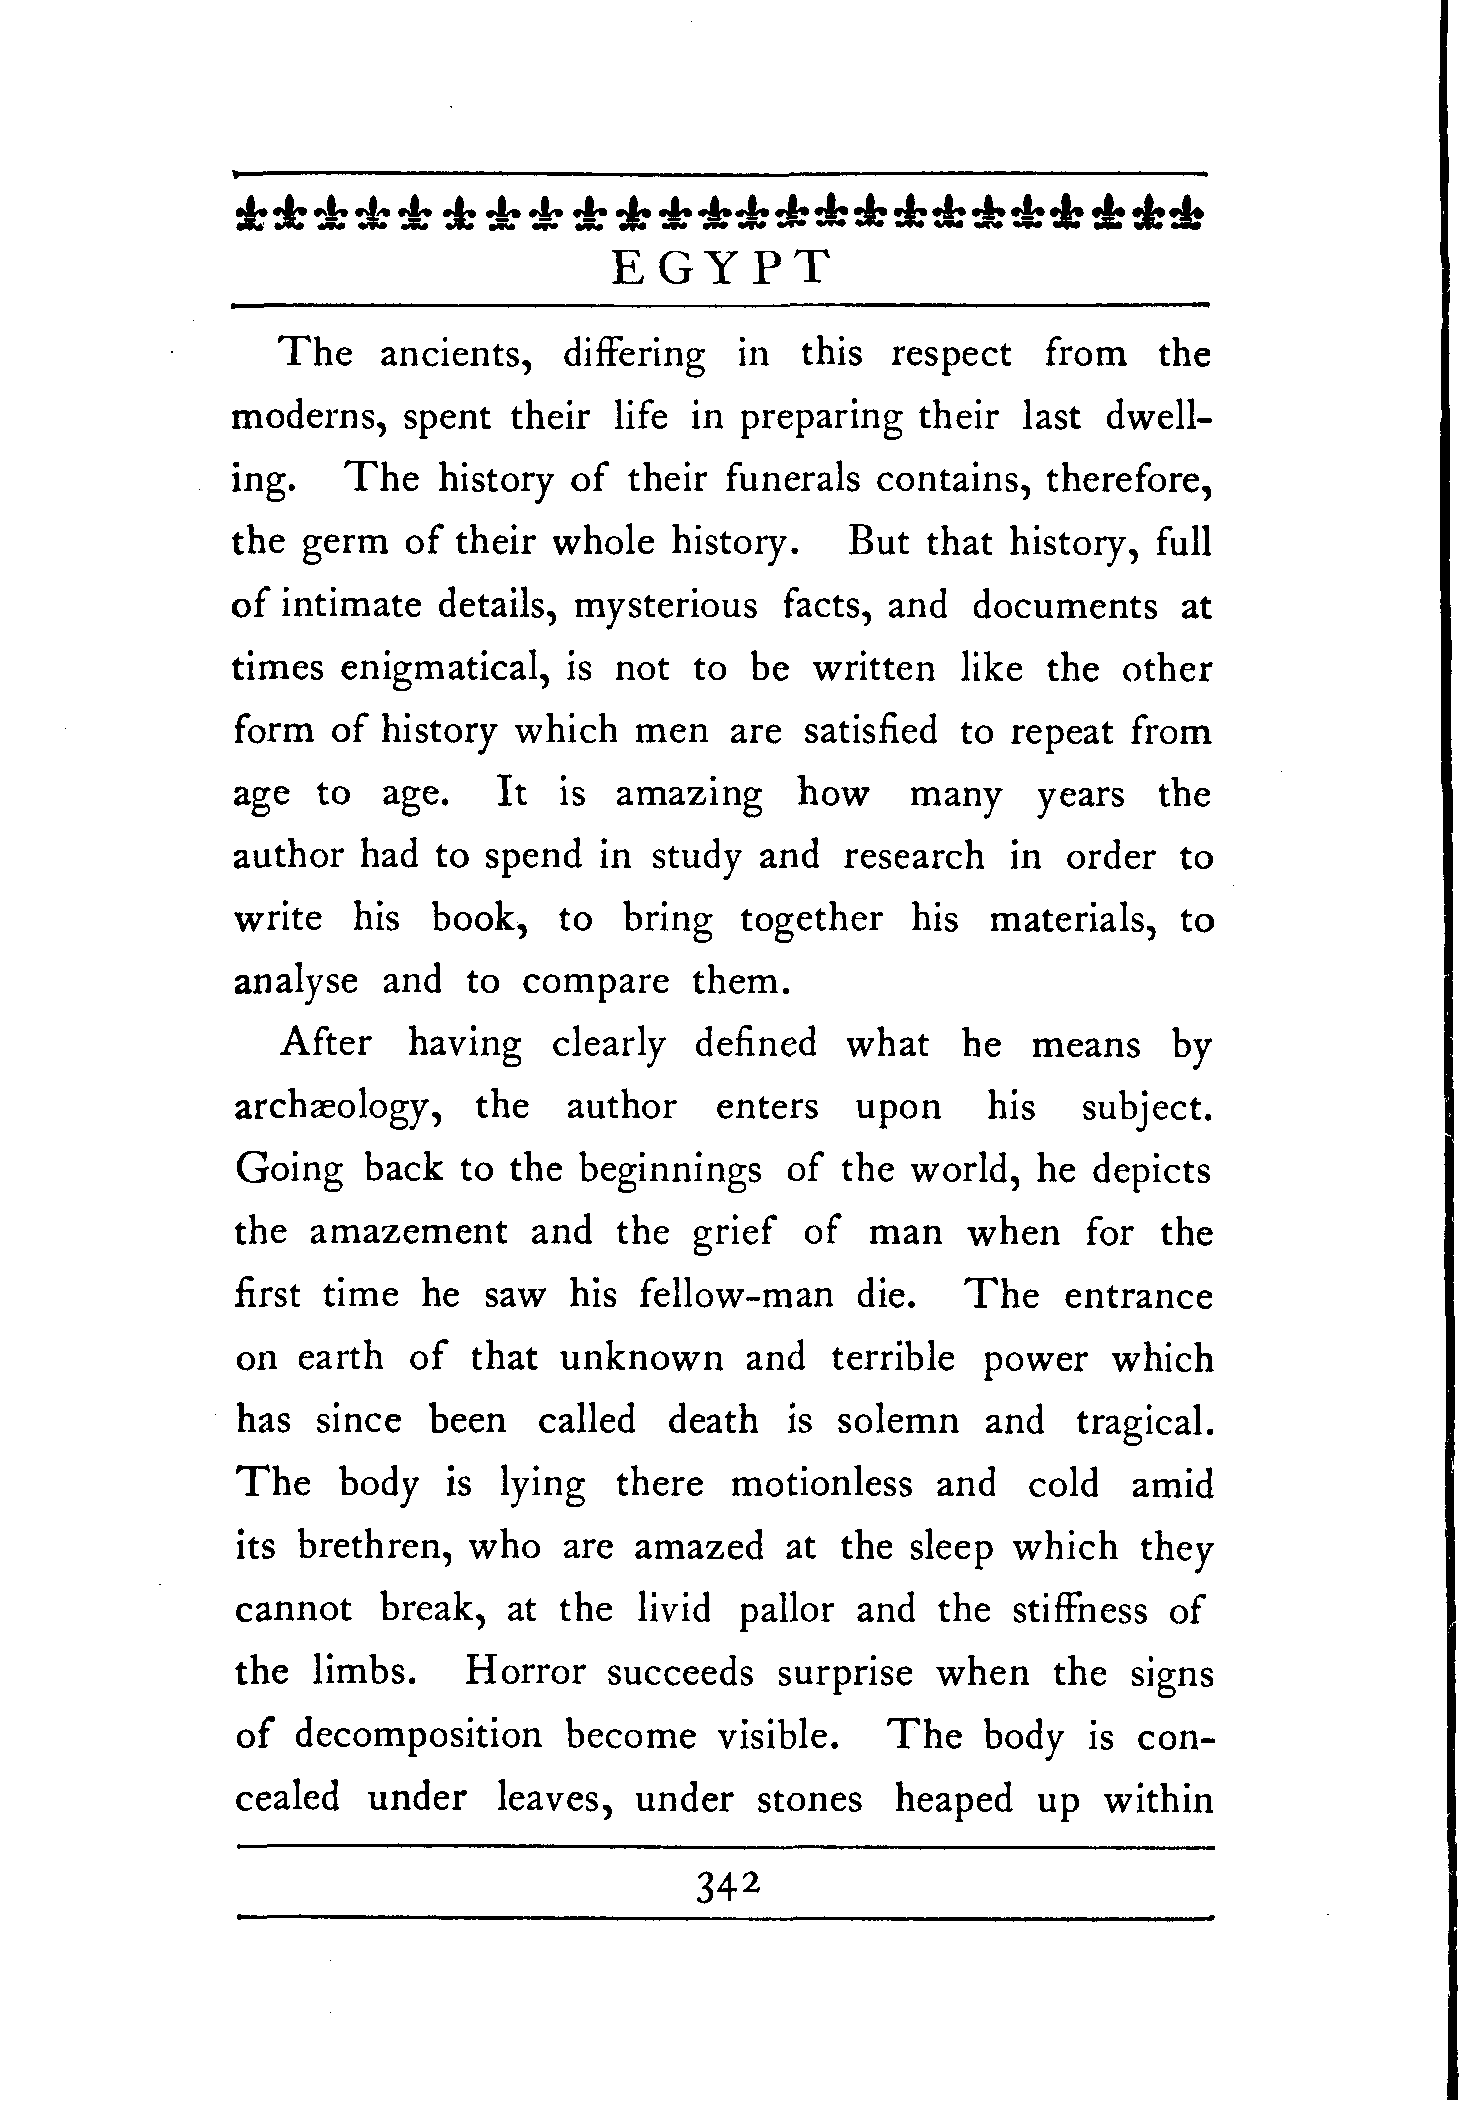 EGYPT
The ancients, differing in this respect from the
moderns, spent their life in preparing their last dwell-
ing. The history of their funerals contains, therefore,
the germ of their whole history. But that history, full
of intimate details, mysterious facts, and documents at
times enigmatical, is not to be written like the other
form of history which men are satisfied to repeat from
age to age. It is amazing how many years the
author had to spend in study and research in order to
write his book, to bring together his materials, to
analyse and to compare them.
After having clearly defined what he means by
archæology, the author enters upon his subject.
Going back to the beginnings of the world, he depicts
the amazement and the grief of man when for the
first time he saw his fellow-man die. The entrance
on earth of that unknown and terrible power which
has since been called death is solemn and tragical.
The body is lying there motionless and cold amid
its brethren, who are amazed at the sleep which they
cannot break, at the livid pallor and the stiffness of
the limbs. Horror succeeds surprise when the signs
of decomposition become visible. The body is con-
cealed under leaves, under stones heaped up within
342